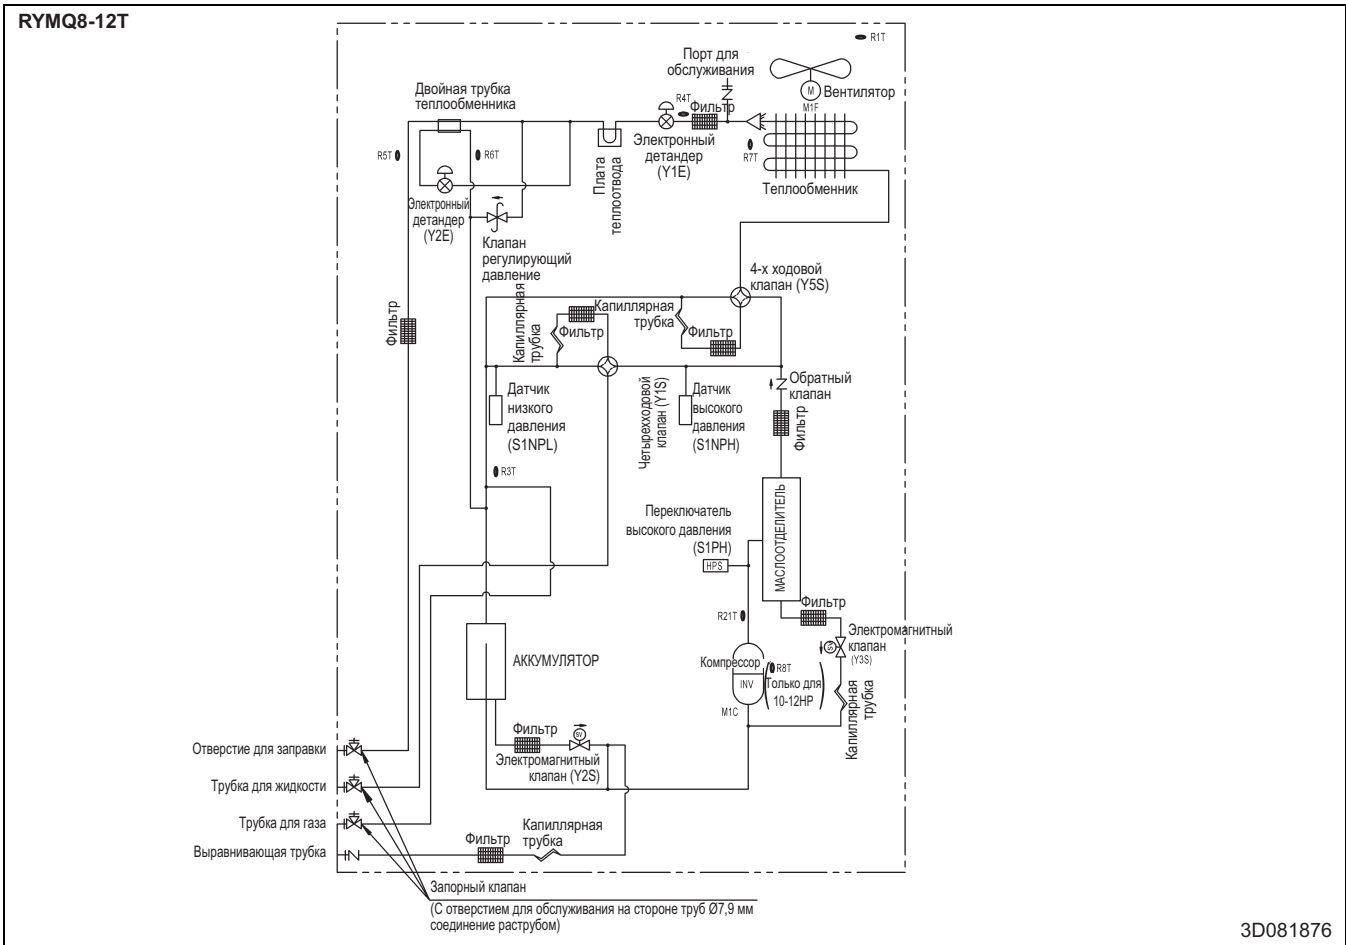 RYMQ8-12T
R1T
Порт для
обслуживания
M
Вентилятор
M1F
Двойная трубка
теплообменника
R4T
Фильтр
Электронный
детандер
(Y1E)
R7T
Теплообменник
R5T
R6T
Плата
теплоотвода
Электронный
детандер
(Y2E)
Клапан
регулирующий
давление
4-х ходовой
клапан (Y5S)
Фильтр
Капиллярная
трубка
Фильтр
Капиллярная
трубка
Фильтр
Датчик
низкого
давления
(S1NPL)
Четырехходовой
клапан (Y1S)
Датчик
высокого
давления
(S1NPH)
Обратный
клапан
Фильтр
R3T
Переключатель
высокого давления
(S1PH)
HPS
МАСЛООТДЕЛИТЕЛЬ
R21T
Фильтр
Электромагнитный
клапан
(Y3S)
SV
Компрессор
INV
M1C
R8T
Только для
10-12HP
Капиллярная
трубка
АККУМУЛЯТОР
Фильтр
SV
Электромагнитный
клапан (Y2S)
Отверстие для заправки
Трубка для жидкости
Трубка для газа
Выравнивающая трубка
Фильтр
Капиллярная
трубка
Запорный клапан
(С отверстием для обслуживания на стороне труб Ø7,9 мм
соединение раструбом)
3D081876